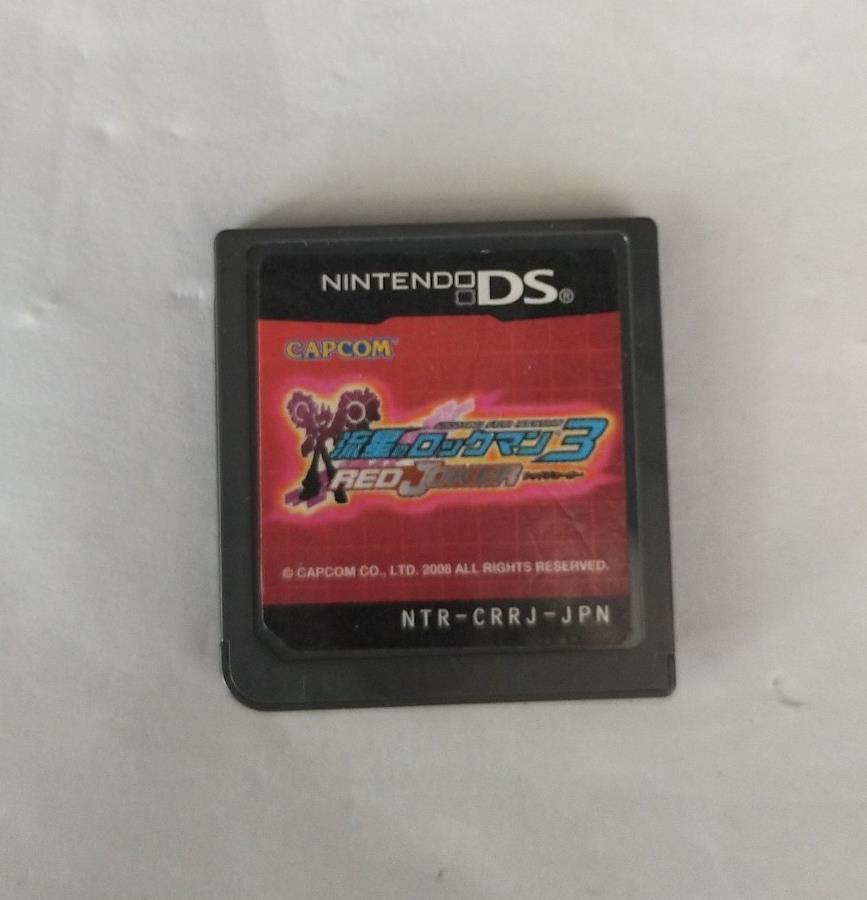 NINTENDO DS®
CAPCOM
流星のロックマン3
RED JOKER
© CAPCOM CO., LTD. 2008 ALL RIGHTS RESERVED.
NTR-CRRJ-JPN